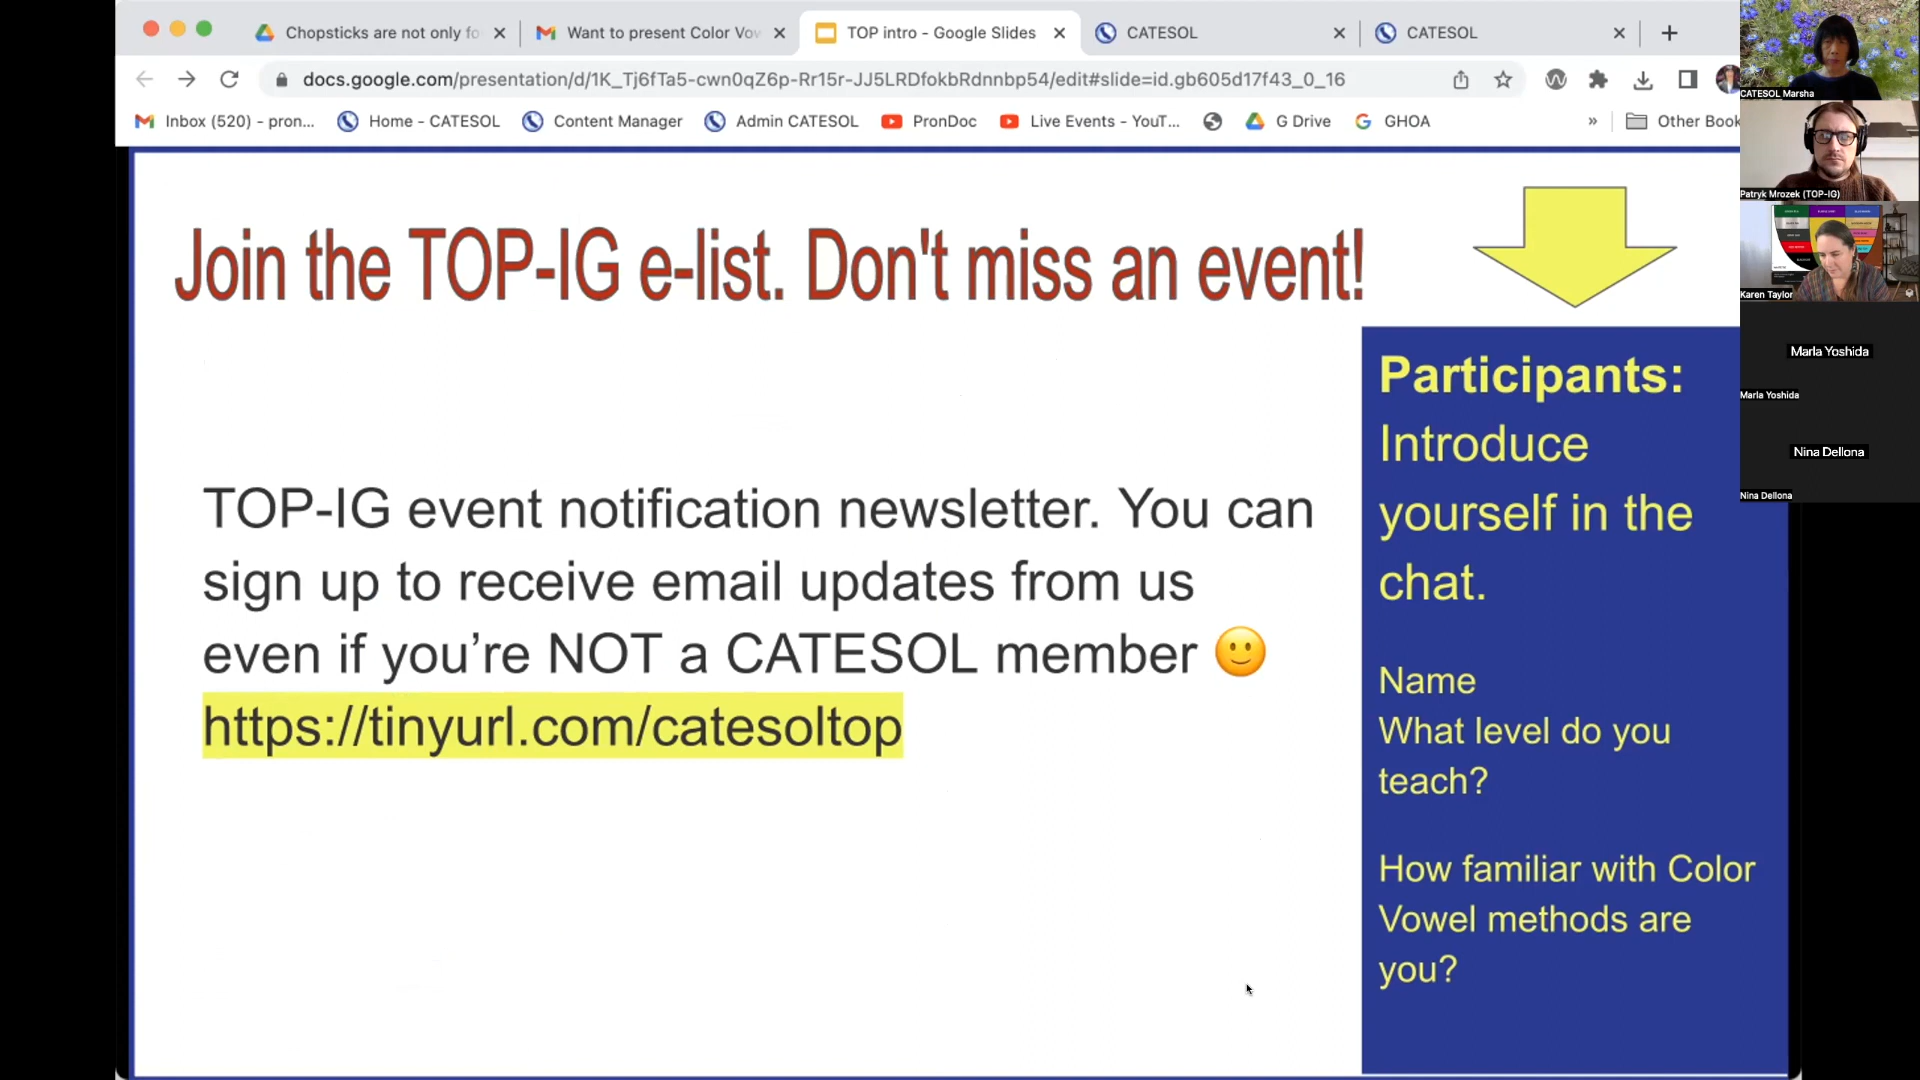 Chopsticks are not only fo
Want to present Color Vow
TOP intro - Google Slides
CATESOL
CATESOL
docs.google.com/presentation/d/1K_Tj6fTa5-cwn0qZ6p-Rr15r-JJ5LRDfokbRdnnbp54/edit#slide=id.gb605d17f43_0_16
Inbox (520) - pron...
Home - CATESOL
Content Manager
Admin CATESOL
PronDoc
Live Events - YouT...
G Drive
GHOA
»
Other Book
Join the TOP-IG e-list. Don't miss an event!
TOP-IG event notification newsletter. You can
sign up to receive email updates from us
even if you’re NOT a CATESOL member 🙂
https://tinyurl.com/catesoltop
Participants:
Introduce
yourself in the
chat.
Name
What level do you
teach?
How familiar with Color
Vowel methods are
you?
CATESOL Marsha
Patryk Mrozek (TOP-IG)
Karen Taylor
Marla Yoshida
Marla Yoshida
Nina Dellona
Nina Dellona